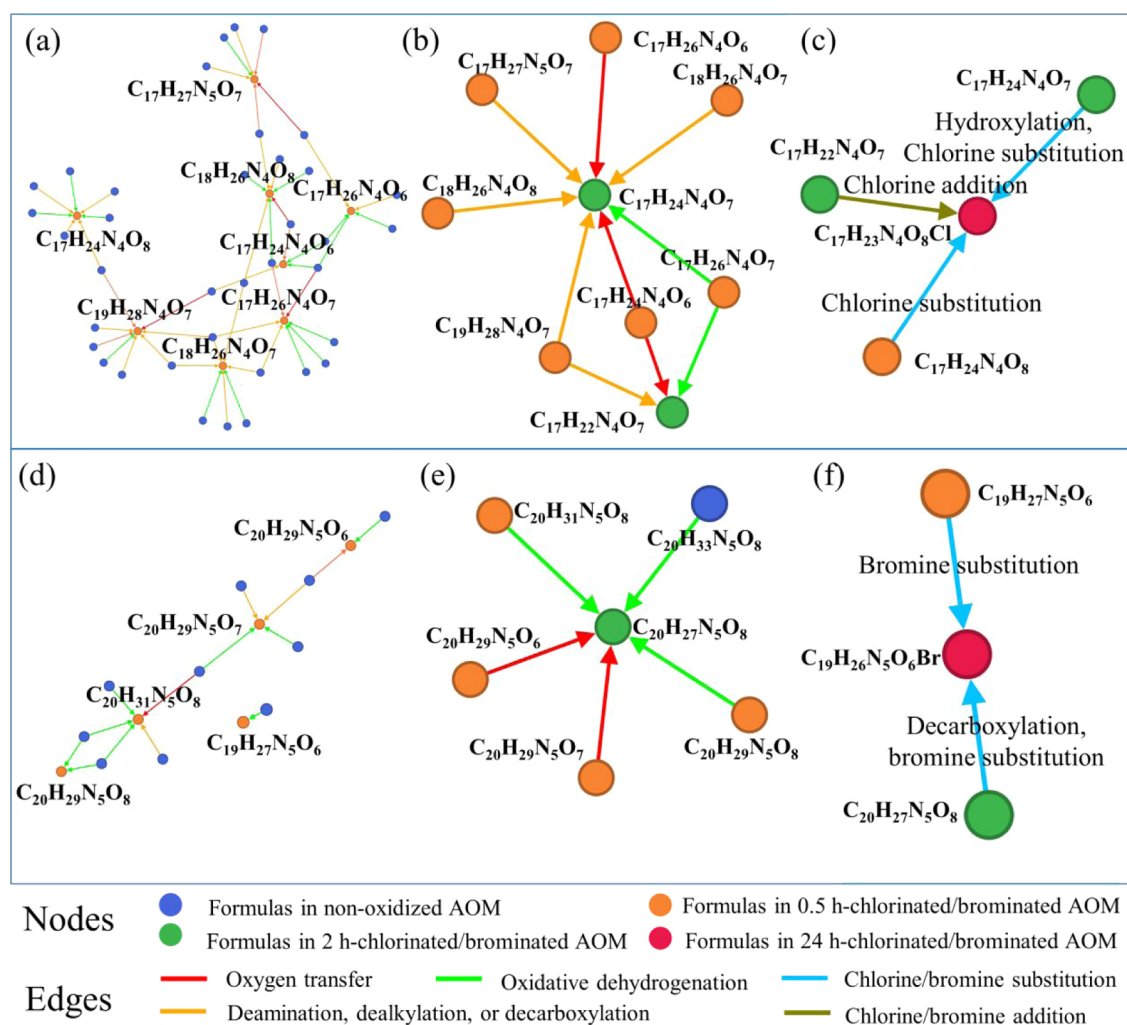 (a)
C₁₇H₂₇N₅O₇
C₁₈H₂₆N₄O₈
C₁₇H₂₆N₄O₆
C₁₇H₂₄N₄O₈
C₁₇H₂₄N₄O₆
C₁₉H₂₈N₄O₇
C₁₇H₂₆N₄O₇
C₁₈H₂₆N₄O₇
(b)
C₁₇H₂₆N₄O₆
C₁₇H₂₇N₅O₇
C₁₈H₂₆N₄O₇
C₁₈H₂₆N₄O₈
C₁₇H₂₄N₄O₇
C₁₇H₂₆N₄O₇
C₁₇H₂₄N₄O₆
C₁₉H₂₈N₄O₇
C₁₇H₂₂N₄O₇
(c)
C₁₇H₂₄N₄O₇
Hydroxylation,
Chlorine substitution
C₁₇H₂₂N₄O₇
Chlorine addition
C₁₇H₂₃N₄O₈Cl
Chlorine substitution
C₁₇H₂₄N₄O₈
(d)
C₂₀H₂₉N₅O₆
C₂₀H₂₉N₅O₇
C₂₀H₃₁N₅O₈
C₁₉H₂₇N₅O₆
C₂₀H₂₉N₅O₈
(e)
C₂₀H₃₁N₅O₈
C₂₀H₃₃N₅O₈
C₂₀H₂₇N₅O₈
C₂₀H₂₉N₅O₆
C₂₀H₂₉N₅O₇
C₂₀H₂₉N₅O₈
(f)
C₁₉H₂₇N₅O₆
Bromine substitution
C₁₉H₂₆N₅O₆Br
Decarboxylation,
bromine substitution
C₂₀H₂₇N₅O₈
Nodes
Formulas in non-oxidized AOM
Formulas in 0.5 h-chlorinated/brominated AOM
Formulas in 2 h-chlorinated/brominated AOM
Formulas in 24 h-chlorinated/brominated AOM
Edges
Oxygen transfer
Oxidative dehydrogenation
Chlorine/bromine substitution
Deamination, dealkylation, or decarboxylation
Chlorine/bromine addition